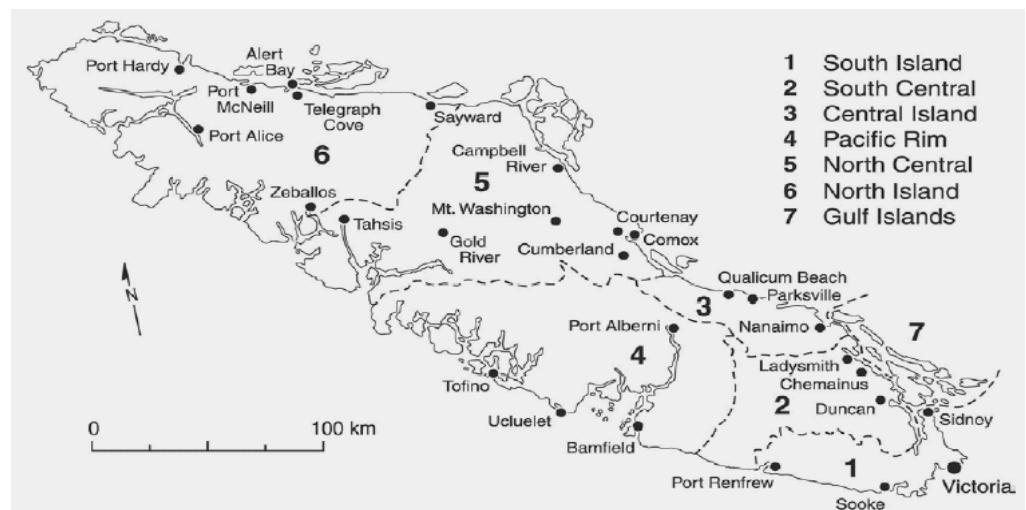 Port Hardy
Alert
Bay
Port
McNeill
Telegraph
Cove
Port Alice
Sayward
6
Campbell
River
5
Zeballos
Tahsis
Mt. Washington
Gold
River
Courtenay
Cumberland
Comox
N
Qualicum Beach
Parksville
3
Nanaimo
7
Port Alberni
4
Ladysmith
Chemainus
Tofino
2
Duncan
Sidnoy
Ucluelet
Bamfield
0
100 km
1
Port Renfrew
Sooke
Victoria
1 South Island
2 South Central
3 Central Island
4 Pacific Rim
5 North Central
6 North Island
7 Gulf Islands